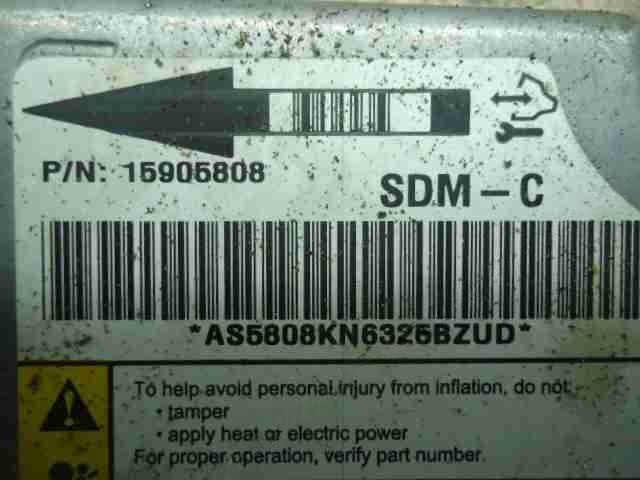 P/N: 15905808
SDM - C
*AS5808KN6325BZUD*
To help avoid personal injury from inflation, do not:
• tamper
• apply heat or electric power
For proper operation, verify part number.